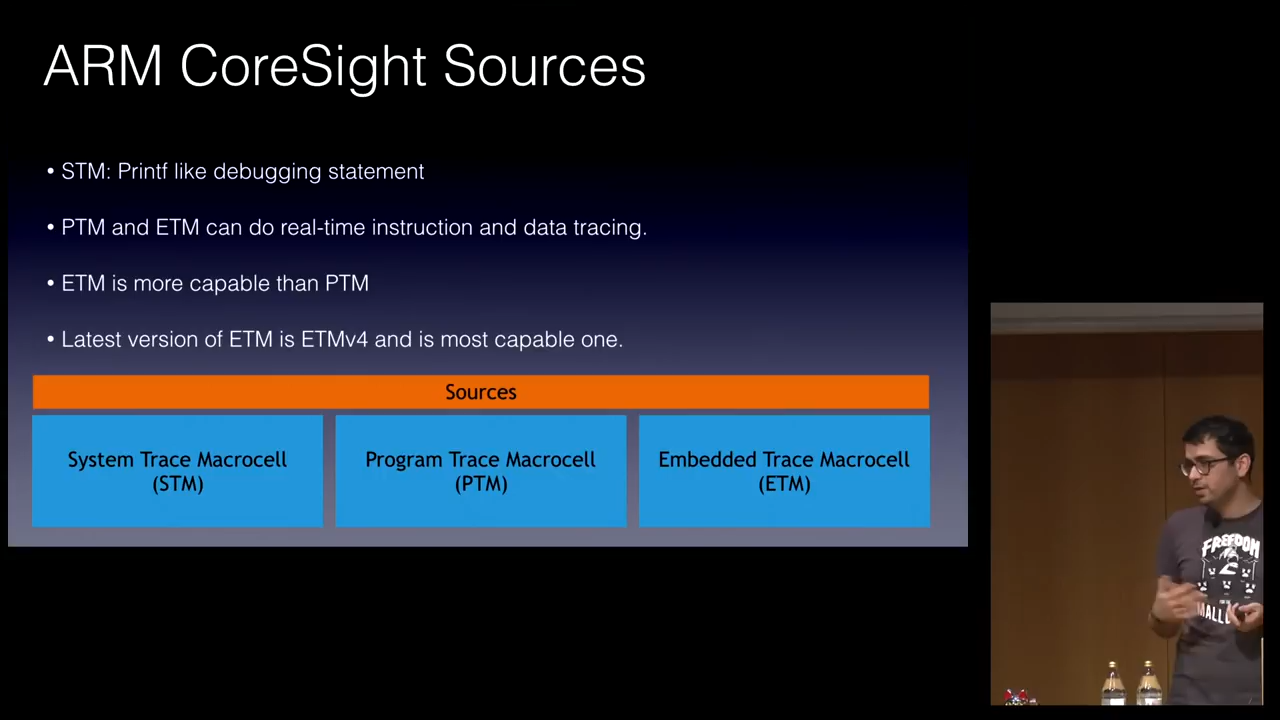 ARM CoreSight Sources
• STM: Printf like debugging statement
• PTM and ETM can do real-time instruction and data tracing.
• ETM is more capable than PTM
• Latest version of ETM is ETMv4 and is most capable one.
Sources
System Trace Macrocell
(STM)
Program Trace Macrocell
(PTM)
Embedded Trace Macrocell
(ETM)
FREEDOM